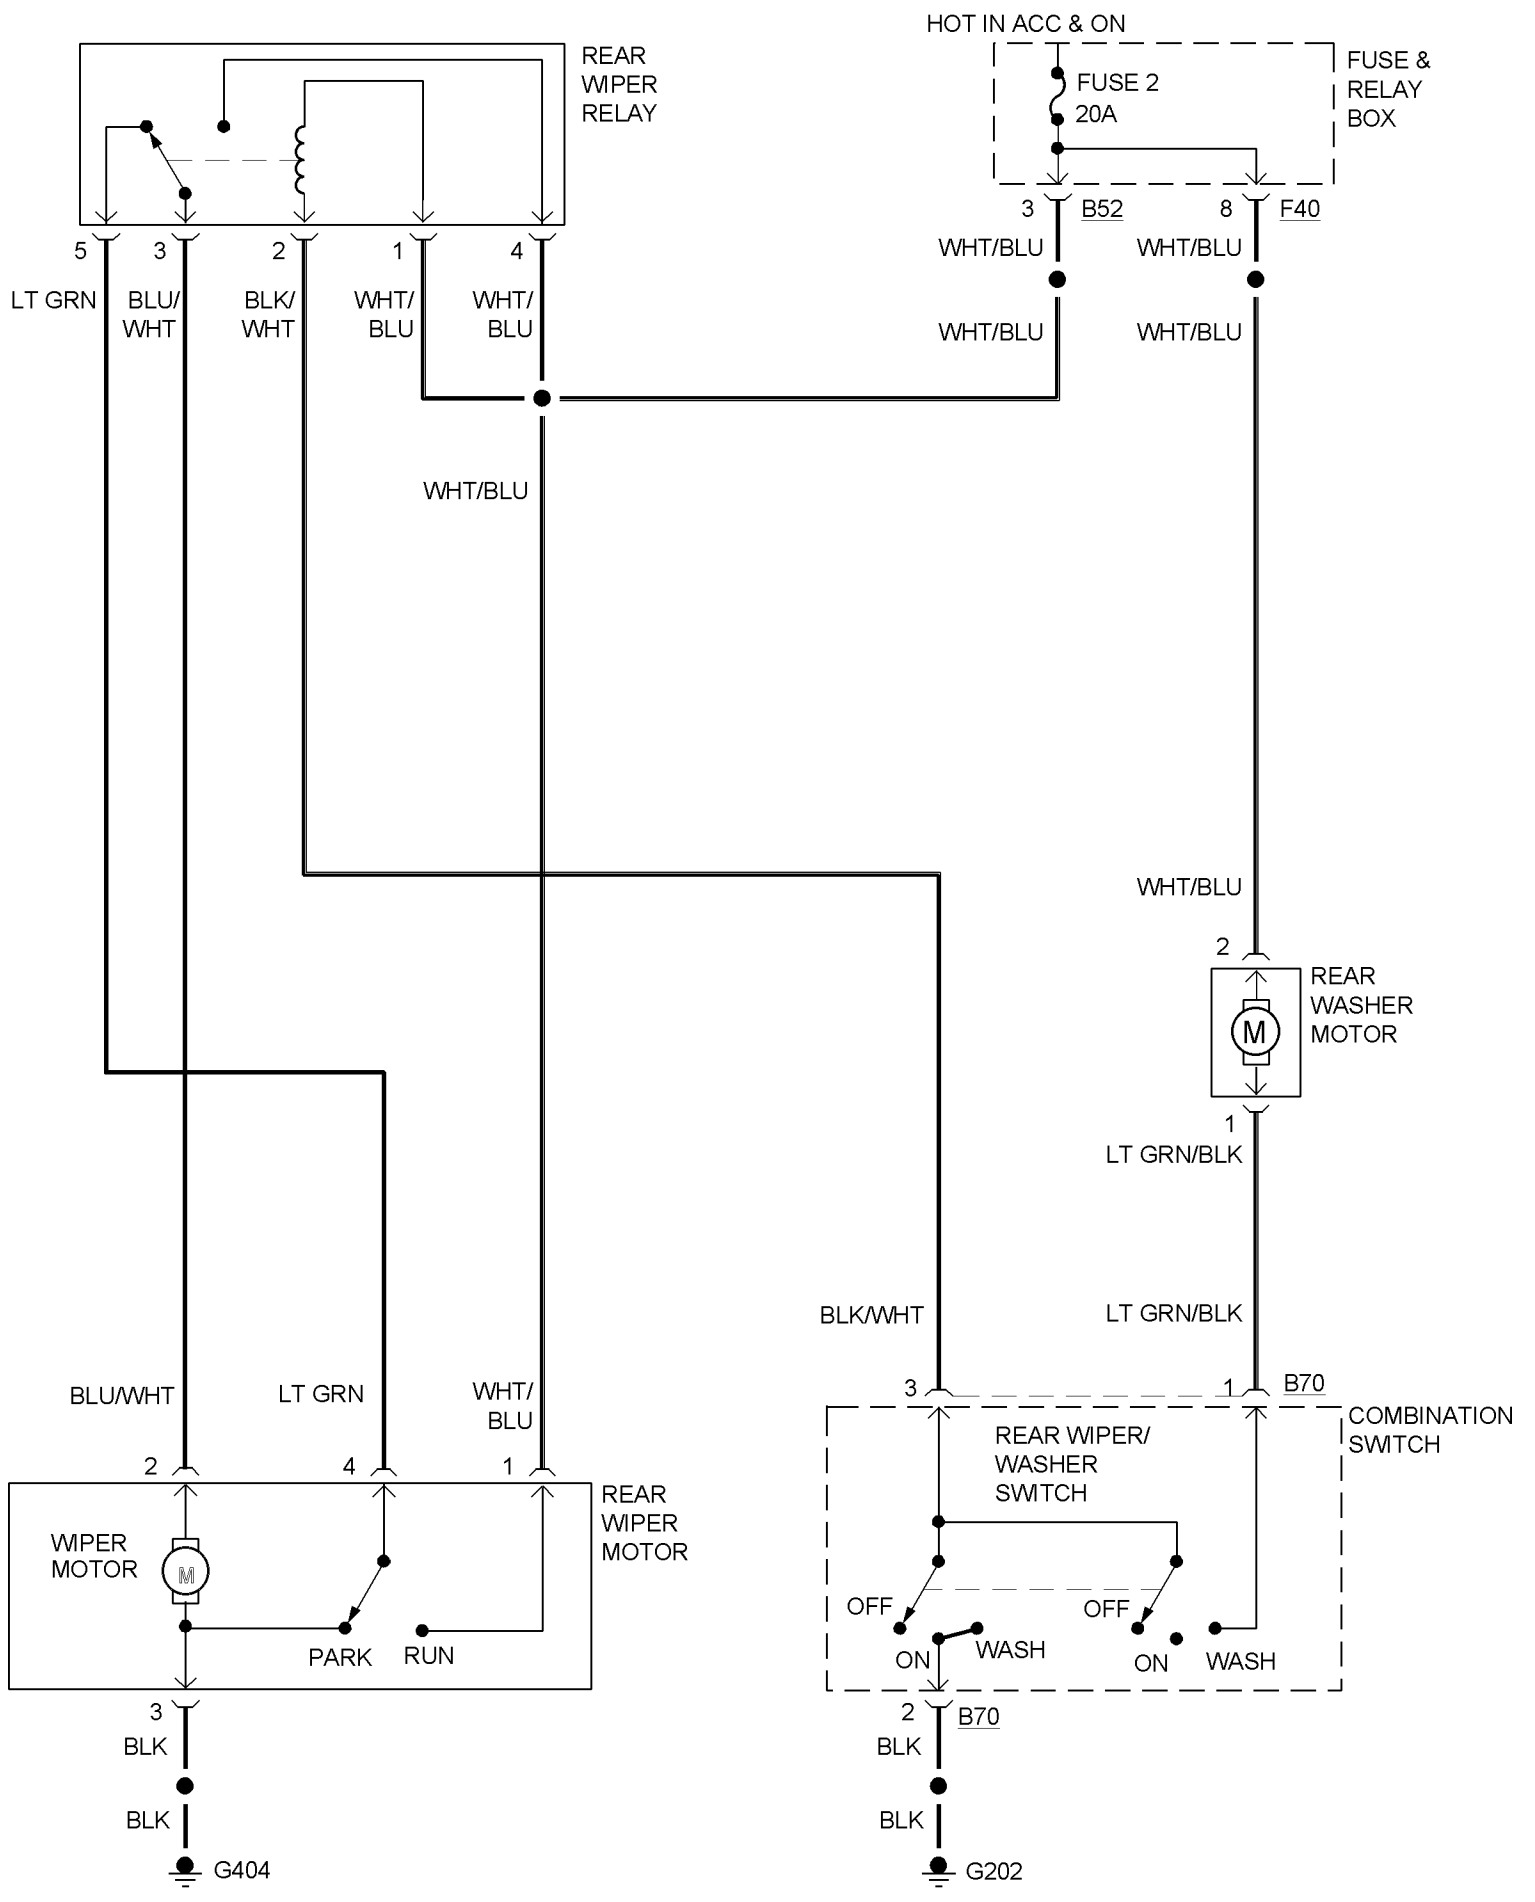 HOT IN ACC & ON
REAR
WIPER
RELAY
FUSE 2
20A
FUSE &
RELAY
BOX
5
3
2
1
4
3
B52
8
F40
LT GRN
BLU/
WHT
BLK/
WHT
WHT/
BLU
WHT/
BLU
WHT/BLU
WHT/BLU
WHT/BLU
WHT/BLU
WHT/BLU
WHT/BLU
2
REAR
WASHER
MOTOR
M
1
LT GRN/BLK
BLK/WHT
LT GRN/BLK
BLU/WHT
LT GRN
WHT/
BLU
3
1
B70
COMBINATION
SWITCH
2
4
1
REAR
WIPER
MOTOR
WIPER
MOTOR
M
PARK
RUN
REAR WIPER/
WASHER
SWITCH
OFF
ON
WASH
OFF
ON
WASH
3
BLK
BLK
G404
2
B70
BLK
BLK
G202